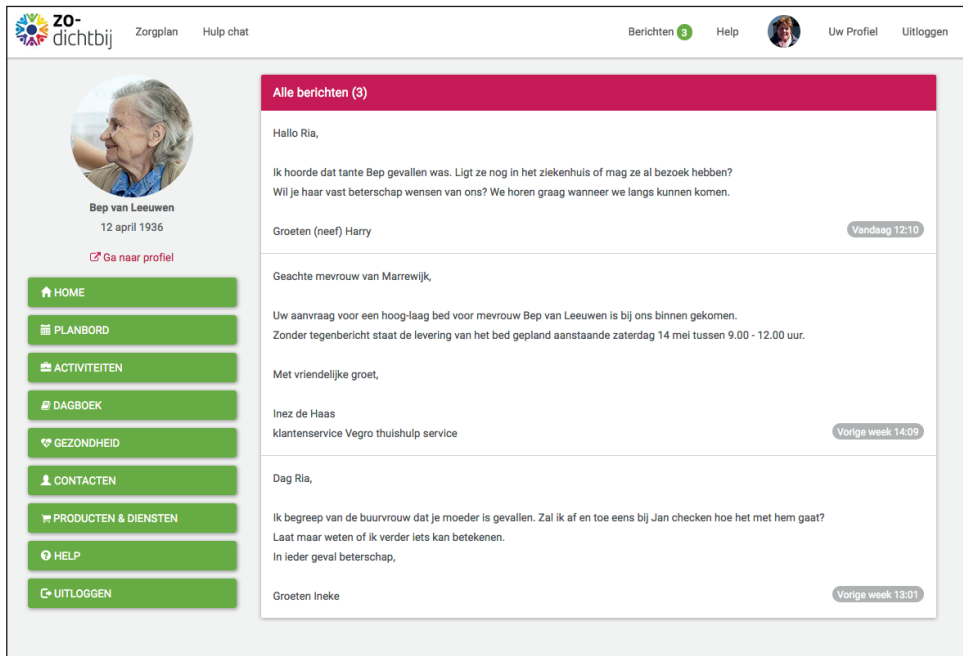 ZO-
dichtbij
Zorgplan
Hulp chat
Berichten 3
Help
Uw Profiel
Uitloggen
Bep van Leeuwen
12 april 1936
Ga naar profiel
HOME
PLANBORD
ACTIVITEITEN
DAGBOEK
GEZONDHEID
CONTACTEN
PRODUCTEN & DIENSTEN
HELP
UITLOGGEN
Alle berichten (3)
Hallo Ria,
Ik hoorde dat tante Bep gevallen was. Ligt ze nog in het ziekenhuis of mag ze al bezoek hebben?
Wil je haar vast beterschap wensen van ons? We horen graag wanneer we langs kunnen komen.
Groeten (neef) Harry
Vandaag 12:10
Geachte mevrouw van Marrewijk,
Uw aanvraag voor een hoog-laag bed voor mevrouw Bep van Leeuwen is bij ons binnen gekomen.
Zonder tegenbericht staat de levering van het bed gepland aanstaande zaterdag 14 mei tussen 9.00 - 12.00 uur.
Met vriendelijke groet,
Inez de Haas
klantenservice Vegro thuishulp service
Vorige week 14:09
Dag Ria,
Ik begreep van de buurvrouw dat je moeder is gevallen. Zal ik af en toe eens bij Jan checken hoe het met hem gaat?
Laat maar weten of ik verder iets kan betekenen.
In ieder geval beterschap,
Groeten Ineke
Vorige week 13:01